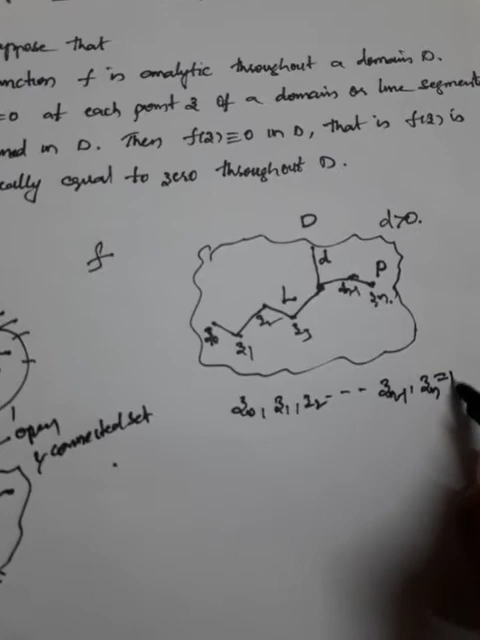 ppose that
nction f is analytic throughout a domain D.
=0 at each point z of a domain or line segment
ned in D. Then f(z)≡0 in D, that is f(z) is
cally equal to zero throughout D.
D d>0.
f
d
P
L
z₀ z₁ z₂ z₃ zₙ₋₁ zₙ.
z₀, z₁, z₂ - - - zₙ₋₁, zₙ =
open
& connected set